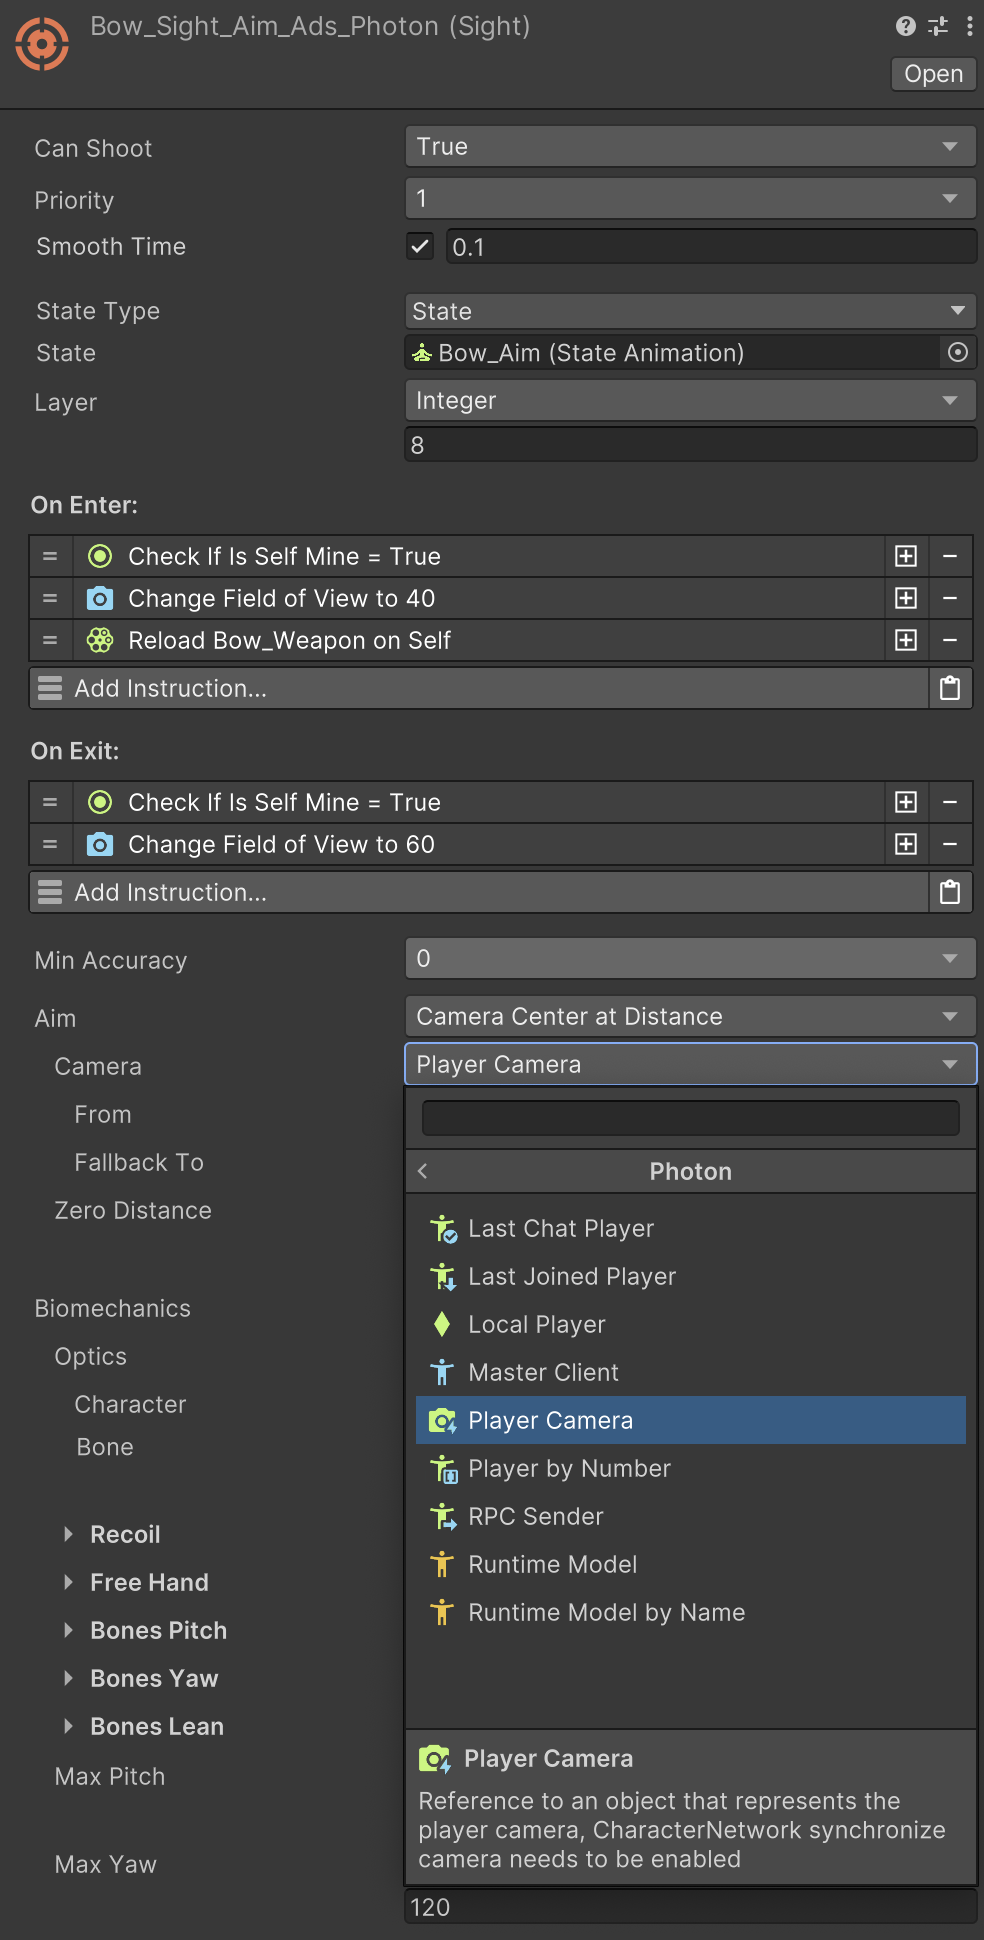 Bow_Sight_Aim_Ads_Photon (Sight)
Open
Can Shoot
True
Priority
1
Smooth Time
0.1
State Type
State
State
Bow_Aim (State Animation)
Layer
Integer
8
On Enter:
Check If Is Self Mine = True
Change Field of View to 40
Reload Bow_Weapon on Self
Add Instruction...
On Exit:
Check If Is Self Mine = True
Change Field of View to 60
Add Instruction...
Min Accuracy
0
Aim
Camera Center at Distance
Camera
Player Camera
From
Fallback To
Zero Distance
Biomechanics
Optics
Character
Bone
Recoil
Free Hand
Bones Pitch
Bones Yaw
Bones Lean
Max Pitch
Max Yaw
Photon
Last Chat Player
Last Joined Player
Local Player
Master Client
Player Camera
Player by Number
RPC Sender
Runtime Model
Runtime Model by Name
Player Camera
Reference to an object that represents the
player camera, CharacterNetwork synchronize
camera needs to be enabled
120